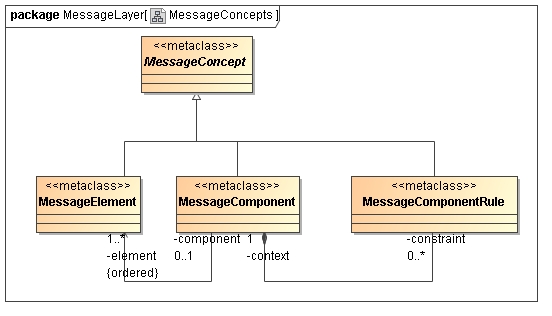 package MessageLayer[ MessageConcepts ]
<<metaclass>>
MessageConcept
<<metaclass>>
MessageElement
<<metaclass>>
MessageComponent
<<metaclass>>
MessageComponentRule
1..*
-element
{ordered}
-component
0..1
1
-context
-constraint
0..*